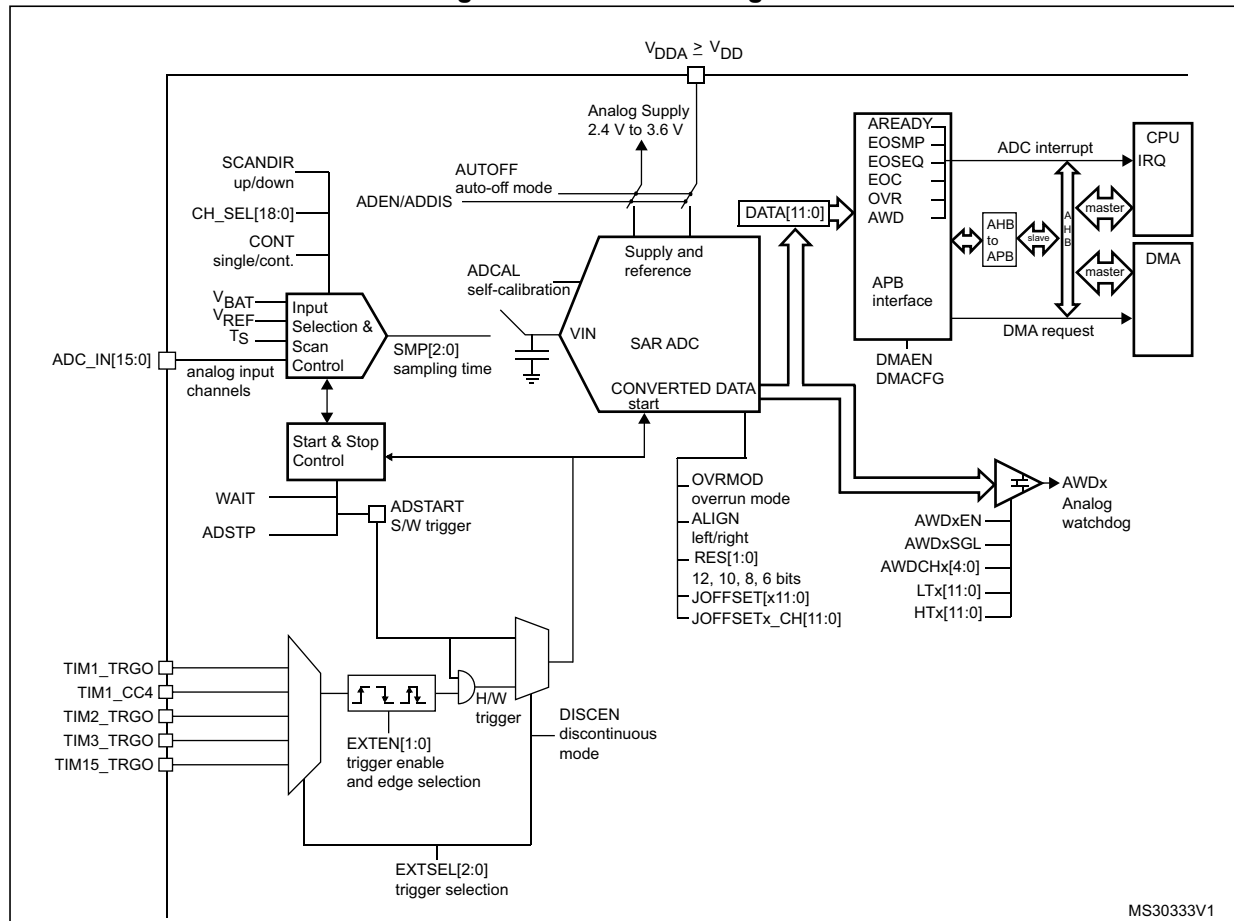 V_DDA ≥ V_DD
Analog Supply
2.4 V to 3.6 V
SCANDIR
up/down
CH_SEL[18:0]
CONT
single/cont.
AUTOFF
auto-off mode
ADEN/ADDIS
AREADY
EOSMP
EOSEQ
EOC
OVR
AWD
APB
interface
ADC interrupt
CPU
IRQ
DATA[11:0]
AHB
to
APB
slave
A
H
B
master
master
DMA
DMA request
DMAEN
DMACFG
Supply and
reference
ADCAL
self-calibration
VIN
SAR ADC
CONVERTED DATA
start
V_BAT
V_REF
T_S
Input
Selection &
Scan
Control
ADC_IN[15:0]
analog input
channels
SMP[2:0]
sampling time
Start & Stop
Control
WAIT
ADSTP
ADSTART
S/W trigger
OVRMOD
overrun mode
ALIGN
left/right
RES[1:0]
12, 10, 8, 6 bits
JOFFSET[x11:0]
JOFFSETx_CH[11:0]
AWDx
Analog
watchdog
AWDxEN
AWDxSGL
AWDCHx[4:0]
LTx[11:0]
HTx[11:0]
TIM1_TRGO
TIM1_CC4
TIM2_TRGO
TIM3_TRGO
TIM15_TRGO
H/W
trigger
EXTEN[1:0]
trigger enable
and edge selection
DISCEN
discontinuous
mode
EXTSEL[2:0]
trigger selection
MS30333V1